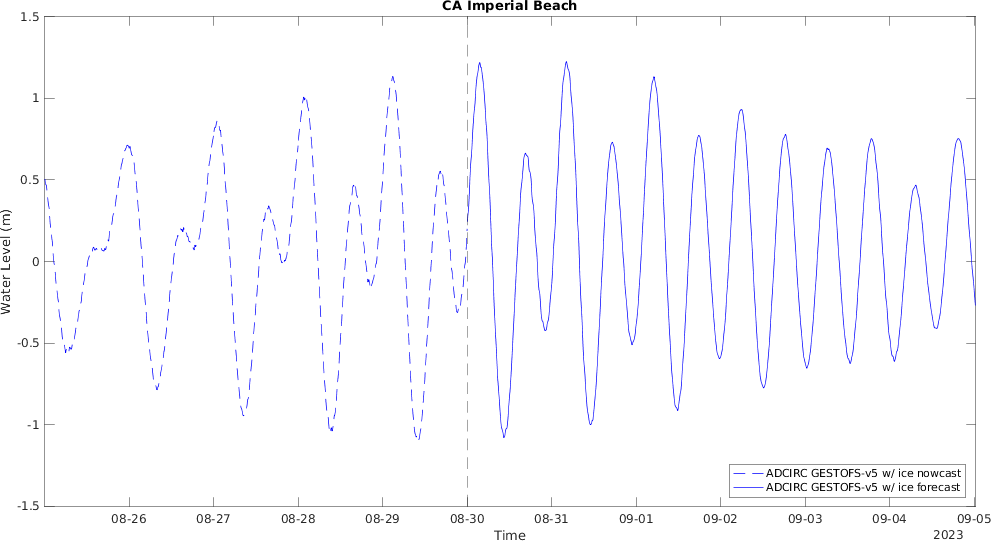 CA Imperial Beach
1.5
1
0.5
0
-0.5
-1
-1.5
Water Level (m)
08-26 08-27 08-28 08-29 08-30 08-31 09-01 09-02 09-03 09-04 09-05
Time
2023
ADCIRC GESTOFS-v5 w/ ice nowcast
ADCIRC GESTOFS-v5 w/ ice forecast